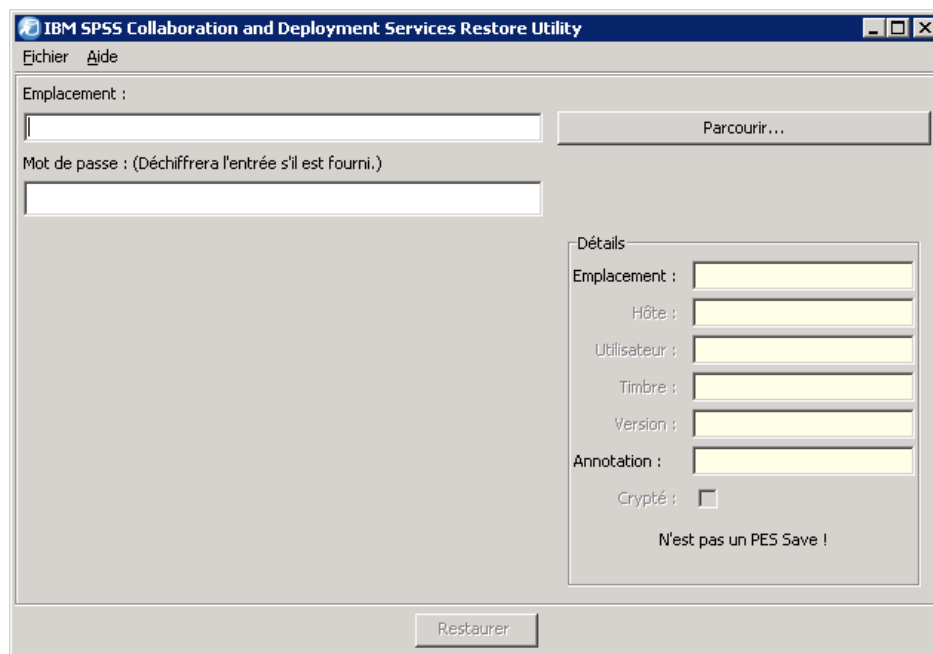 IBM SPSS Collaboration and Deployment Services Restore Utility
Fichier Aide
Emplacement :
Parcourir...
Mot de passe : (Déchiffrera l'entrée s'il est fourni.)
Détails
Emplacement :
Hôte :
Utilisateur :
Timbre :
Version :
Annotation :
Crypté :
N'est pas un PES Save !
Restaurer